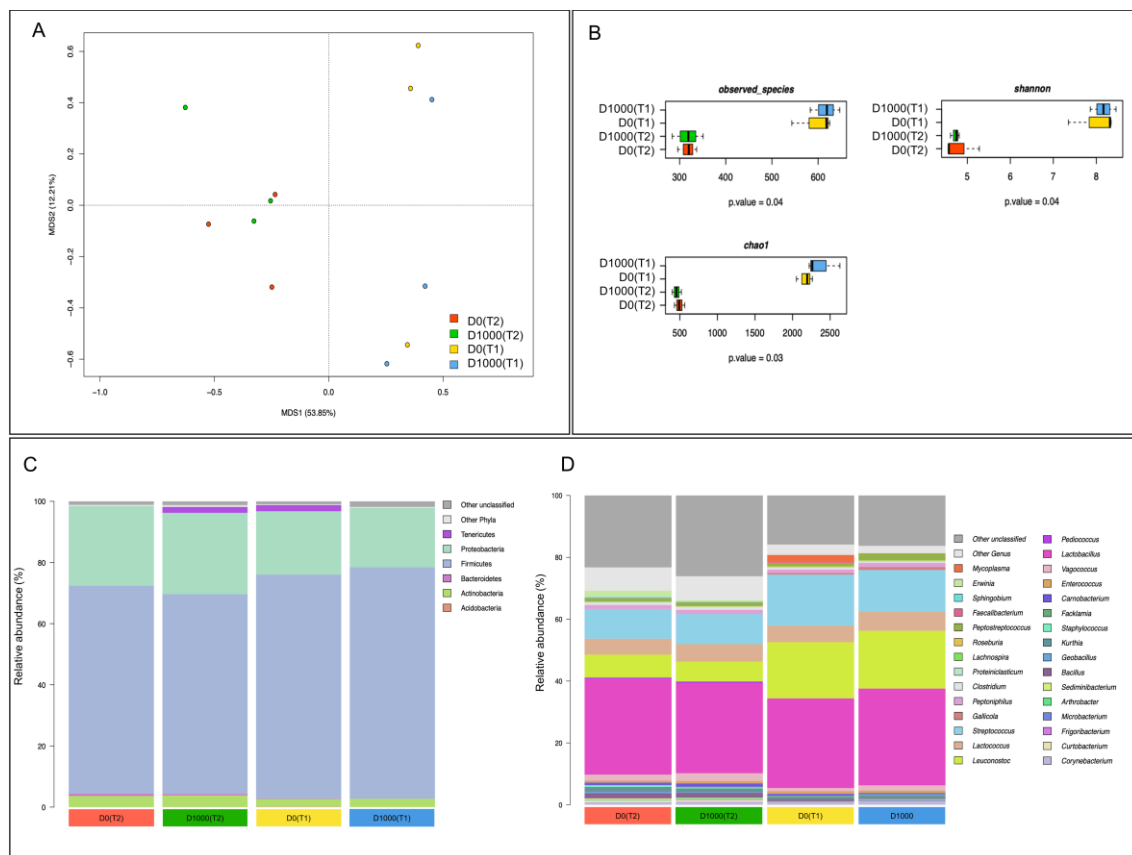 A
0.6
0.4
0.2
0.0
−0.2
−0.4
−0.6
MDS2 (12.21%)
−1.0
−0.5
0.0
0.5
MDS1 (53.85%)
D0(T2)
D1000(T2)
D0(T1)
D1000(T1)
B
observed_species
D1000(T1)
D0(T1)
D1000(T2)
D0(T2)
300
400
500
600
p.value = 0.04
shannon
D1000(T1)
D0(T1)
D1000(T2)
D0(T2)
5
6
7
8
p.value = 0.04
chao1
D1000(T1)
D0(T1)
D1000(T2)
D0(T2)
500
1000
1500
2000
2500
p.value = 0.03
C
100
80
60
40
20
0
Relative abundance (%)
D0(T2)
D1000(T2)
D0(T1)
D1000(T1)
Other unclassified
Other Phyla
Tenericutes
Proteobacteria
Firmicutes
Bacteroidetes
Actinobacteria
Acidobacteria
D
100
80
60
40
20
0
Relative abundance (%)
D0(T2)
D1000(T2)
D0(T1)
D1000
Other unclassified
Other Genus
Mycoplasma
Erwinia
Sphingobium
Faecalibacterium
Peptostreptococcus
Roseburia
Lachnospira
Proteiniclasticum
Clostridium
Peptoniphilus
Gallicola
Streptococcus
Lactococcus
Leuconostoc
Pediococcus
Lactobacillus
Vagococcus
Enterococcus
Carnobacterium
Facklamia
Staphylococcus
Kurthia
Geobacillus
Bacillus
Sediminibacterium
Arthrobacter
Microbacterium
Frigoribacterium
Curtobacterium
Corynebacterium